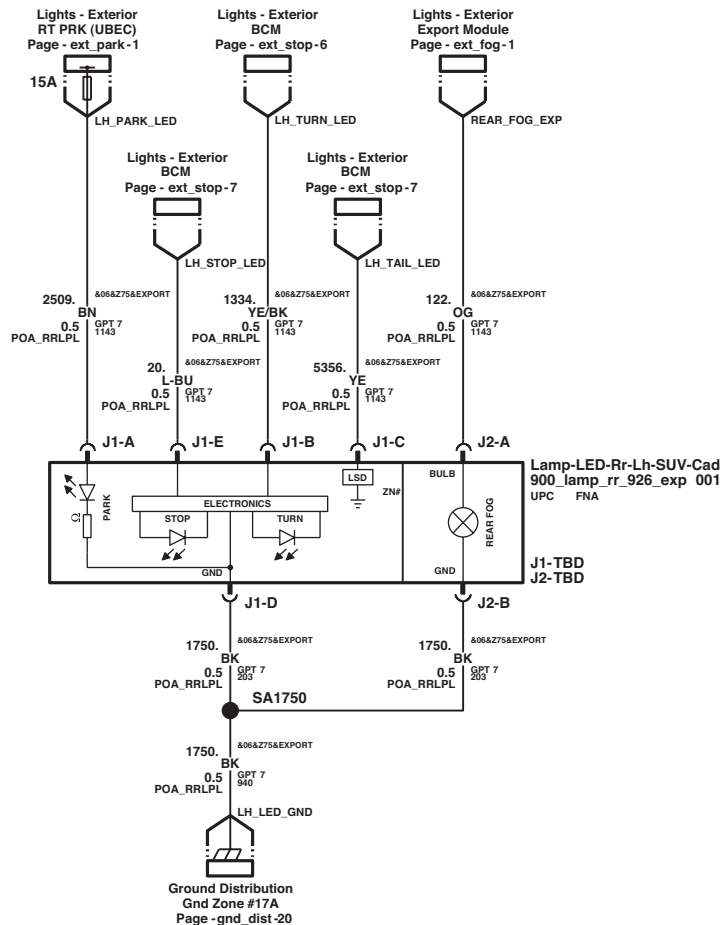 Lights - Exterior
RT PRK (UBEC)
Page - ext_park-1
Lights - Exterior
BCM
Page - ext_stop-6
Lights - Exterior
Export Module
Page - ext_fog-1
15A
LH_PARK_LED
LH_TURN_LED
REAR_FOG_EXP
Lights - Exterior
BCM
Page - ext_stop-7
Lights - Exterior
BCM
Page - ext_stop-7
LH_STOP_LED
LH_TAIL_LED
2509.
&06&Z75&EXPORT
BN
0.5
GPT 7
POA_RRLPL
1143
1334.
&06&Z75&EXPORT
YE/BK
0.5
GPT 7
POA_RRLPL
1143
122.
&06&Z75&EXPORT
OG
0.5
GPT 7
POA_RRLPL
1143
20.
&06&Z75&EXPORT
L-BU
0.5
GPT 7
POA_RRLPL
1143
5356.
&06&Z75&EXPORT
YE
0.5
GPT 7
POA_RRLPL
1143
J1-A
J1-E
J1-B
J1-C
J2-A
Lamp-LED-Rr-Lh-SUV-Cad
900_lamp_rr_926_exp 001
UPC FNA
J1-TBD
J2-TBD
PARK
Ω
ELECTRONICS
STOP
TURN
GND
LSD
ZN#
BULB
REAR FOG
GND
J1-D
J2-B
1750.
&06&Z75&EXPORT
BK
0.5
GPT 7
POA_RRLPL
203
1750.
&06&Z75&EXPORT
BK
0.5
GPT 7
POA_RRLPL
203
SA1750
1750.
&06&Z75&EXPORT
BK
0.5
GPT 7
POA_RRLPL
940
LH_LED_GND
Ground Distribution
Gnd Zone #17A
Page -gnd_dist-20